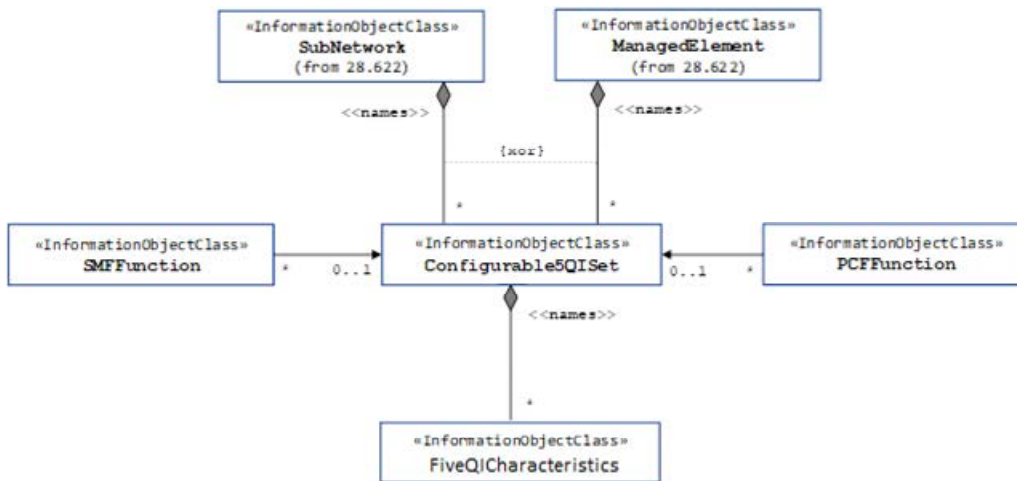 «InformationObjectClass»
SubNetwork
(from 28.622)
«InformationObjectClass»
ManagedElement
(from 28.622)
<<names>>
<<names>>
{xor}
*
*
«InformationObjectClass»
SMFFunction
*
0..1
«InformationObjectClass»
Configurable5QISet
0..1
*
«InformationObjectClass»
PCFFunction
<<names>>
*
«InformationObjectClass»
FiveQICharacteristics